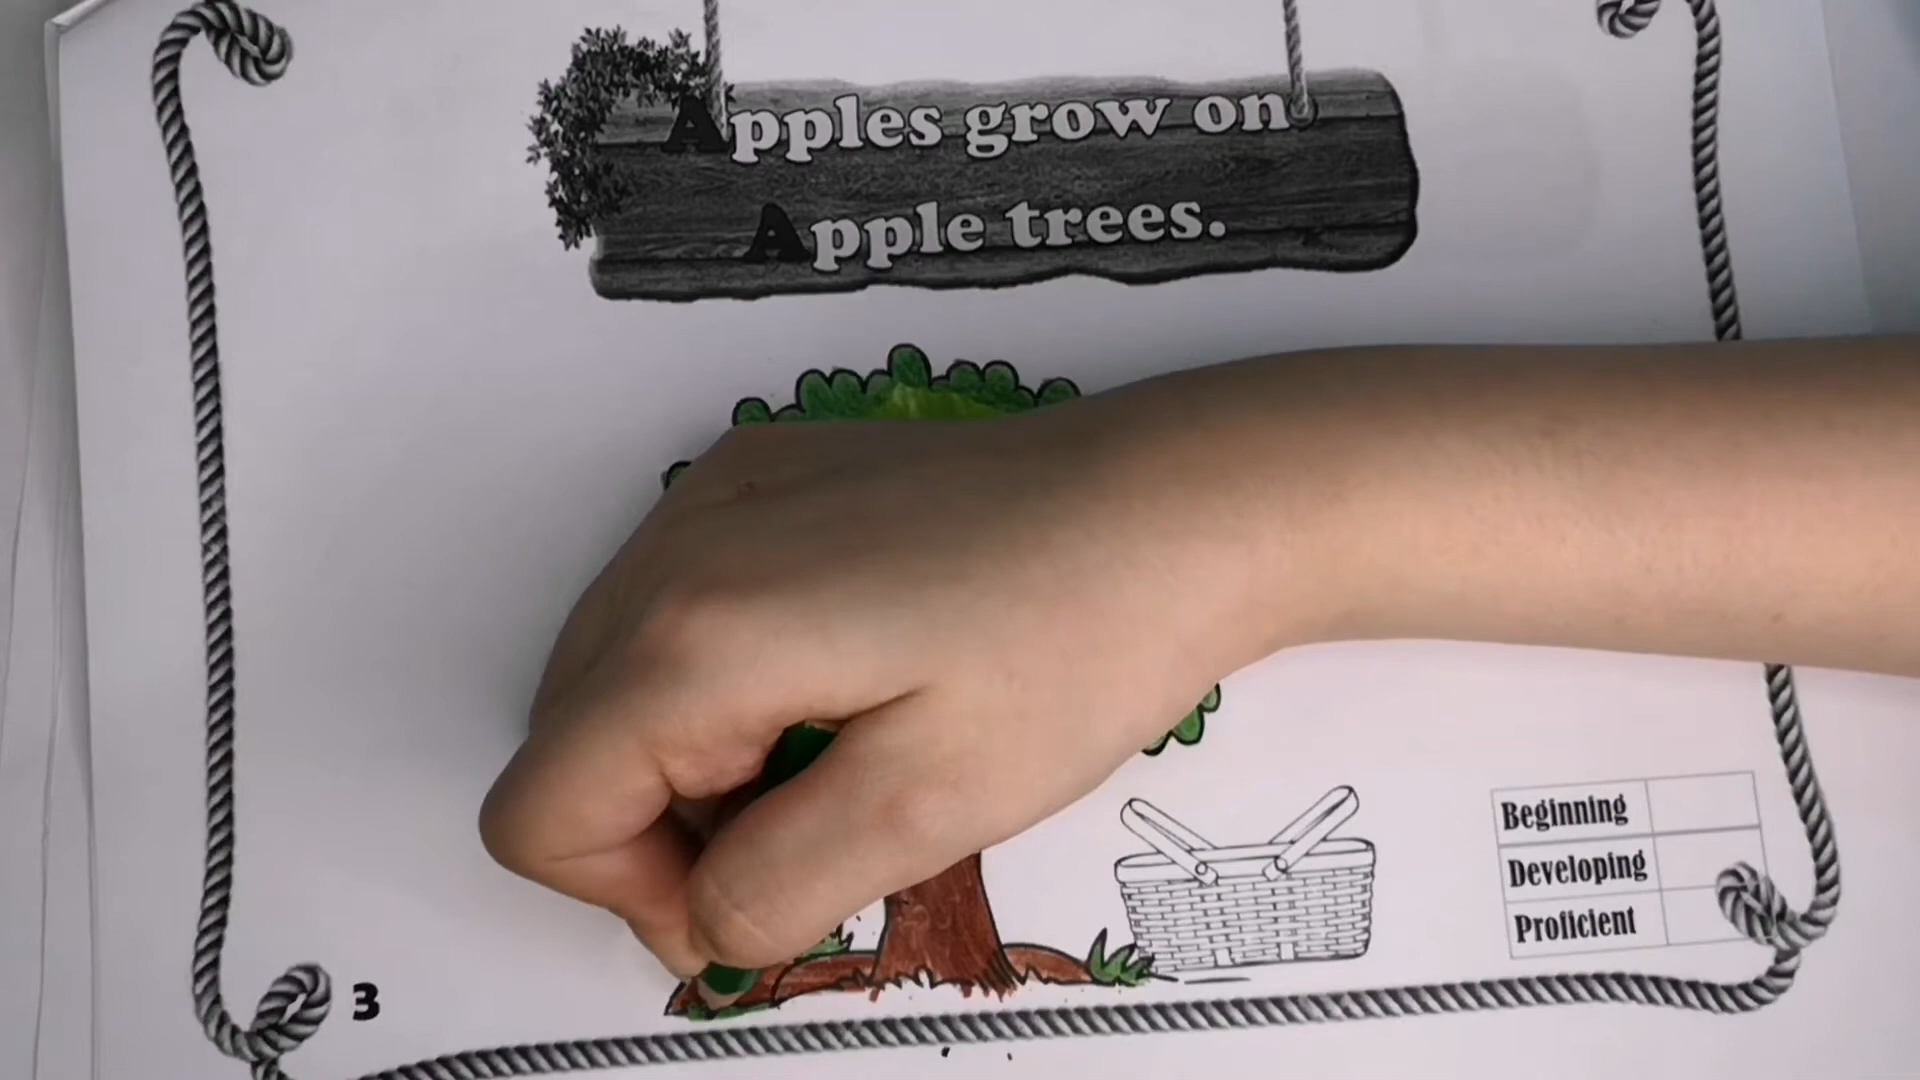 Apples grow on
Apple trees.
Beginning
Developing
Proficient
3